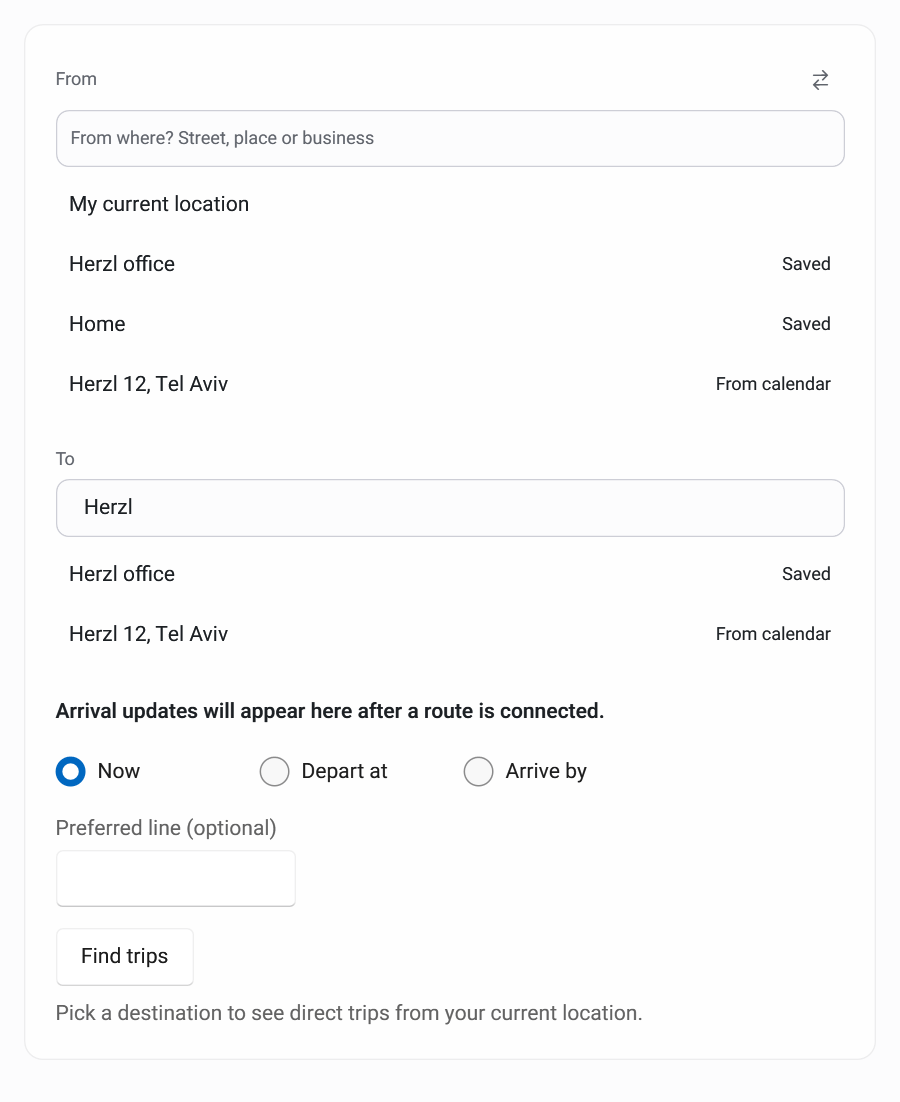 From
From where? Street, place or business
My current location
Herzl office Saved
Home Saved
Herzl 12, Tel Aviv From calendar
To
Herzl
Herzl office Saved
Herzl 12, Tel Aviv From calendar
Arrival updates will appear here after a route is connected.
Now Depart at Arrive by
Preferred line (optional)
Find trips
Pick a destination to see direct trips from your current location.